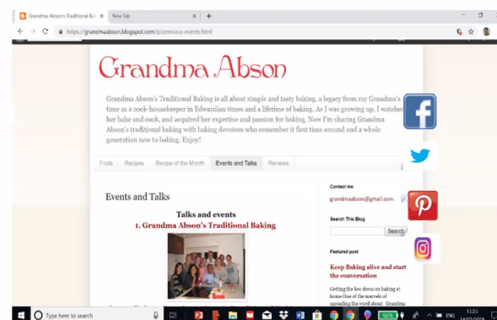 Grandma Abson's Traditional Ba
New Tab
https://grandmaabson.blogspot.com/p/previous-events.html
Grandma Abson
Grandma Abson's Traditional Baking is all about simple and tasty baking, a legacy from my Grandma's
time as a cook-housekeeper in Edwardian times and a lifetime of baking. As I was growing up, I watched
her bake and cook, and acquired her expertise and passion for baking. Now I'm sharing Grandma
Abson's traditional baking with baking devotees who remember it first time around and a whole
generation new to baking. Enjoy!
Posts Recipes Recipe of the Month Events and Talks Reviews
Events and Talks
Talks and events
1. Grandma Abson's Traditional Baking
Contact me
grandmaabson@gmail.com
Search This Blog
Search
Featured post
Keep Baking alive and start
the conversation
Getting the low down on baking at
home One of the marvels of
spreading the word about Grandma
Type here to search
ENG